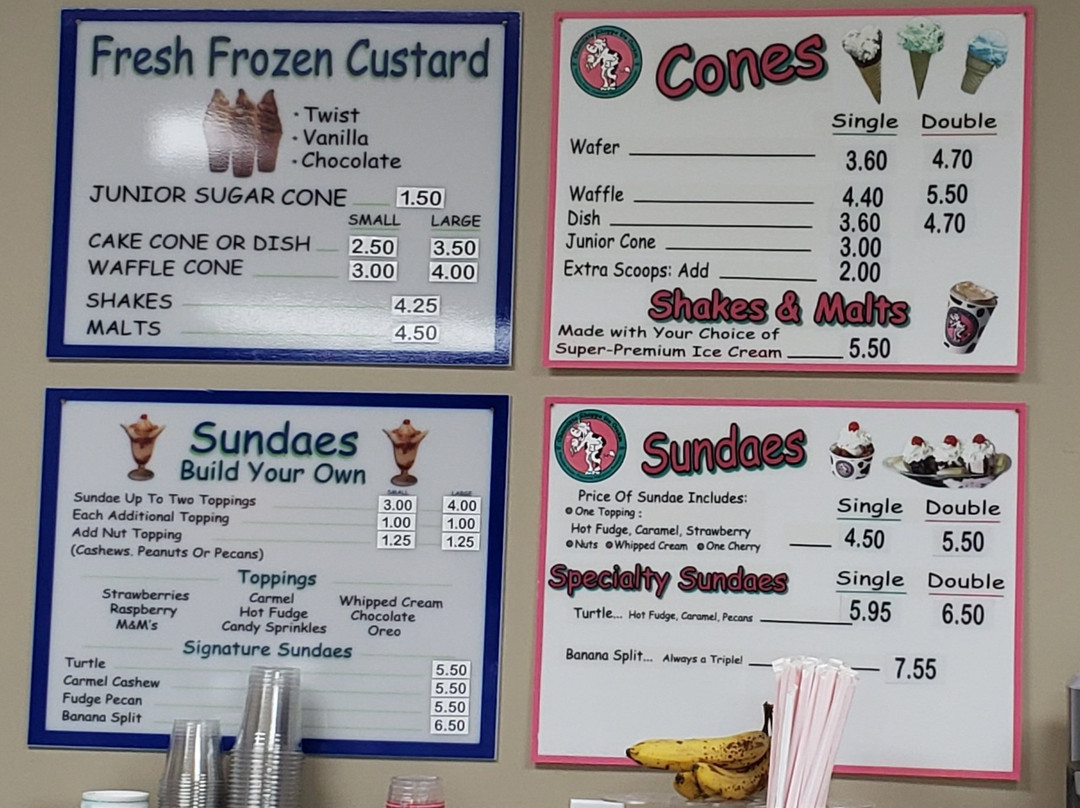 Fresh Frozen Custard
• Twist
• Vanilla
• Chocolate
JUNIOR SUGAR CONE 1.50
SMALL LARGE
CAKE CONE OR DISH 2.50 3.50
WAFFLE CONE 3.00 4.00
SHAKES 4.25
MALTS 4.50
Cones
Single Double
Wafer 3.60 4.70
Waffle 4.40 5.50
Dish 3.60 4.70
Junior Cone 3.00
Extra Scoops: Add 2.00
Shakes & Malts
Made with Your Choice of
Super-Premium Ice Cream 5.50
Sundaes
Build Your Own
SMALL LARGE
Sundae Up To Two Toppings 3.00 4.00
Each Additional Topping 1.00 1.00
Add Nut Topping 1.25 1.25
(Cashews. Peanuts Or Pecans)
Toppings
Strawberries Carmel Whipped Cream
Raspberry Hot Fudge Chocolate
M&M's Candy Sprinkles Oreo
Signature Sundaes
Turtle 5.50
Carmel Cashew 5.50
Fudge Pecan 5.50
Banana Split 6.50
Sundaes
Price Of Sundae Includes: Single Double
One Topping :
Hot Fudge, Caramel, Strawberry
Nuts Whipped Cream One Cherry 4.50 5.50
Specialty Sundaes Single Double
Turtle... Hot Fudge, Caramel, Pecans 5.95 6.50
Banana Split... Always a Triple! 7.55